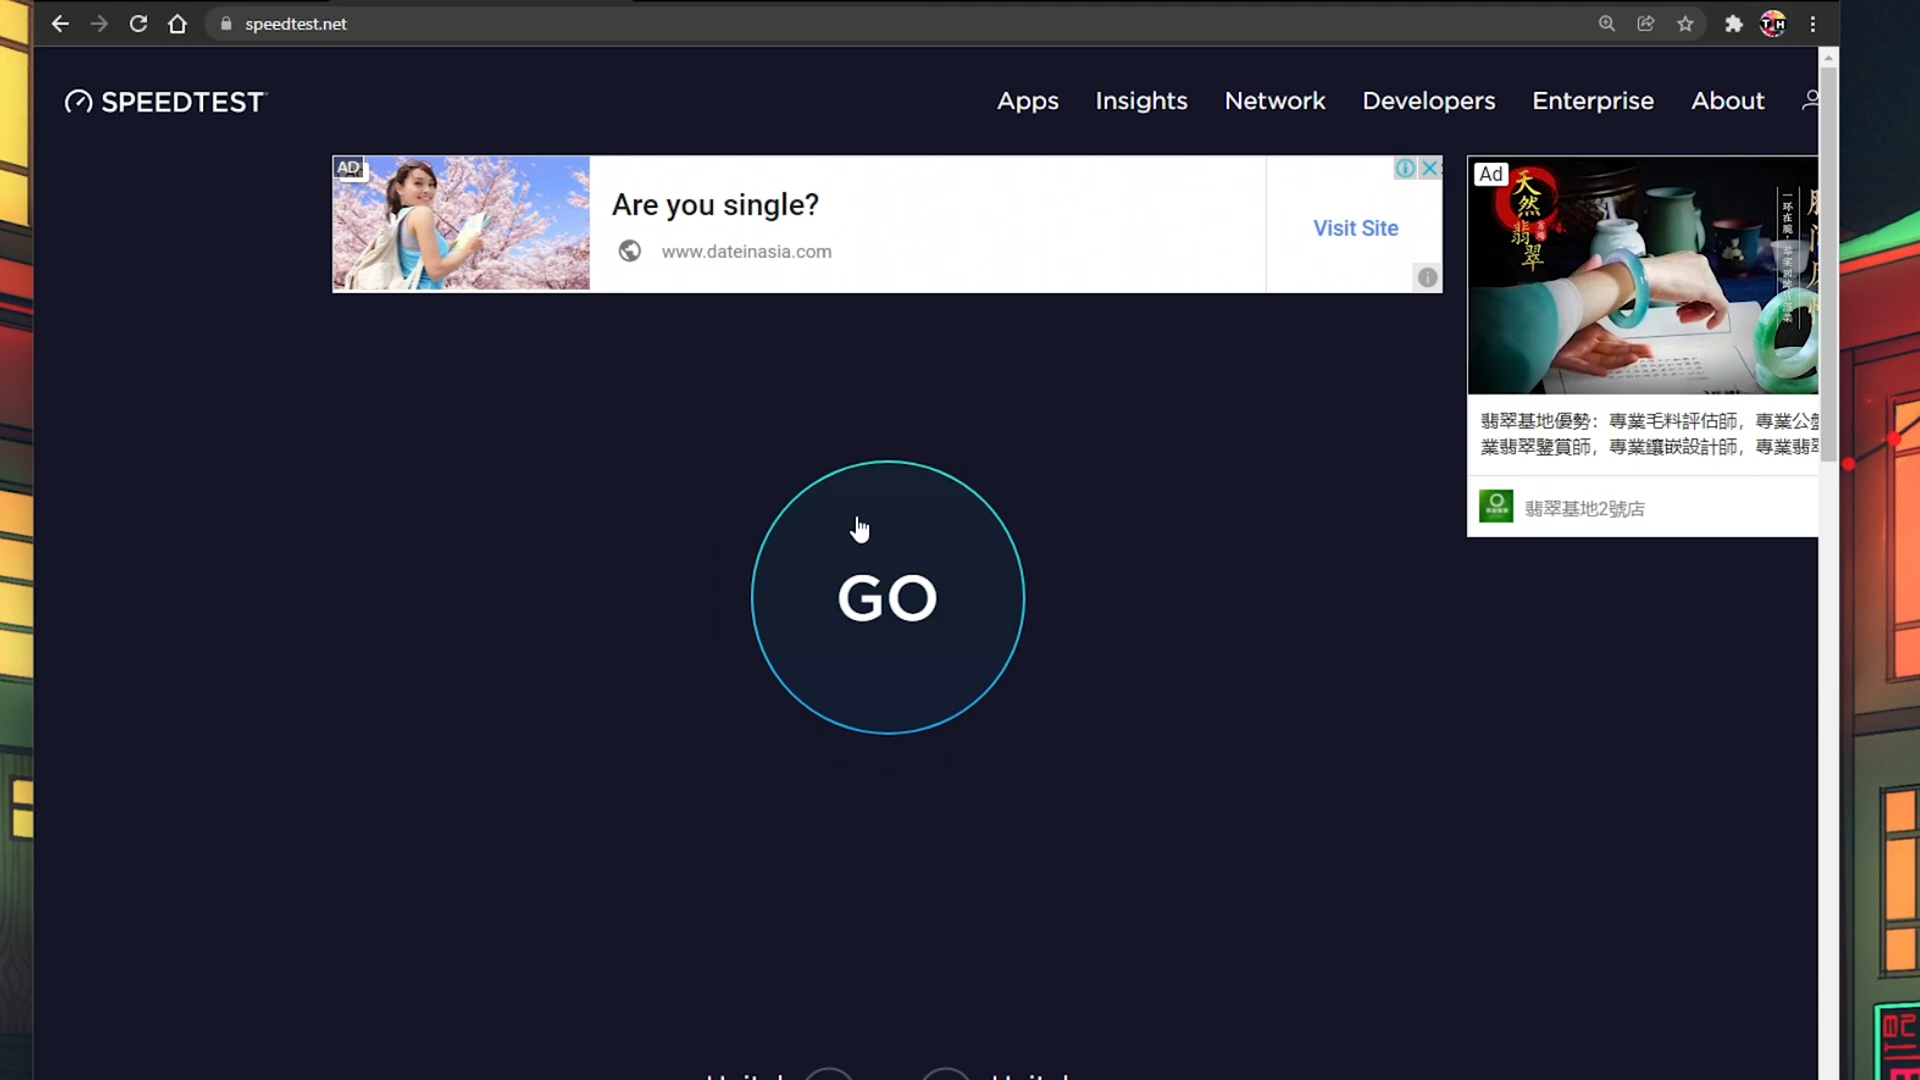 speedtest.net
TH
SPEEDTEST
Apps
Insights
Network
Developers
Enterprise
About
AD
Are you single?
www.dateinasia.com
Visit Site
Ad
天然翡翠
翡翠基地優勢：專業毛料評估師，專業公盤
業翡翠鑒賞師，專業鑲嵌設計師，專業翡翠
翡翠基地2號店
GO